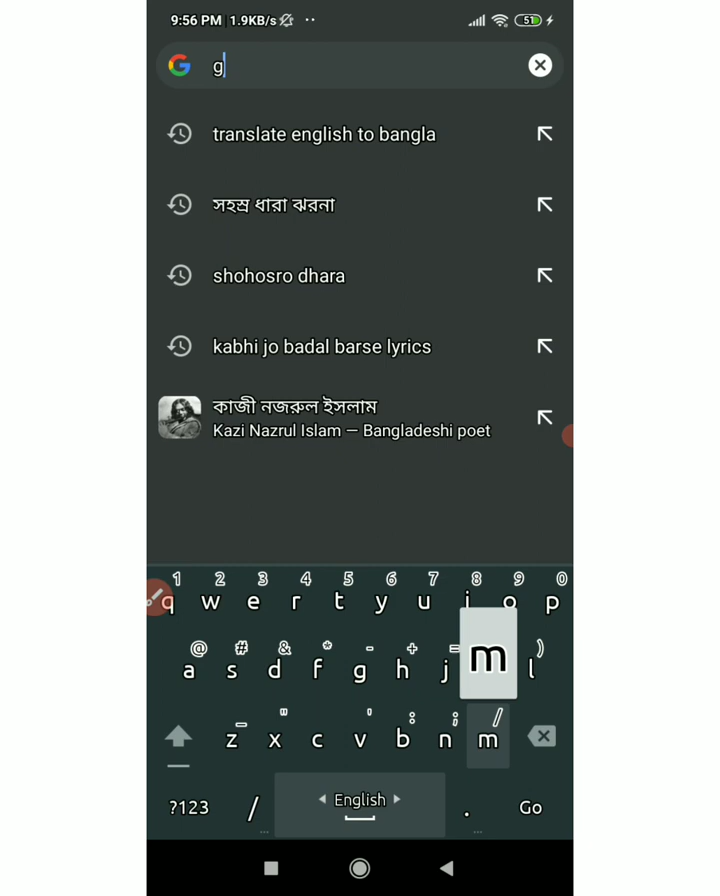 9:56 PM | 1.9KB/s
51
g
translate english to bangla
সহস্র ধারা ঝরনা
shohosro dhara
kabhi jo badal barse lyrics
কাজী নজরুল ইসলাম
Kazi Nazrul Islam — Bangladeshi poet
1 2 3 4 5 6 7 8 9 0
q w e r t y u i o p
@ # & * - + = )
a s d f g h j m l
_ " ' : ; /
z x c v b n m
?123 / English . Go